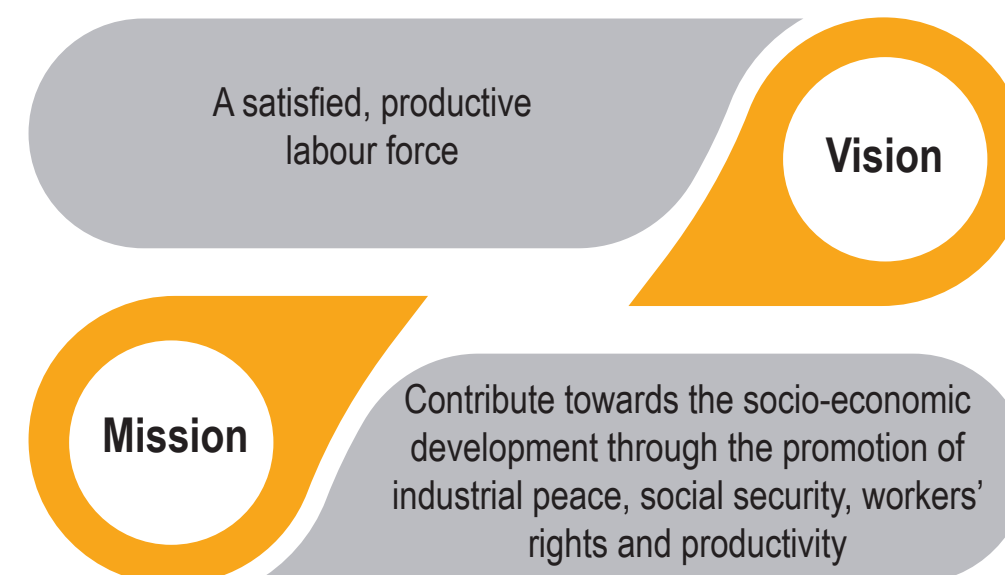 A satisfied, productive
labour force
Vision
Mission
Contribute towards the socio-economic
development through the promotion of
industrial peace, social security, workers’
rights and productivity